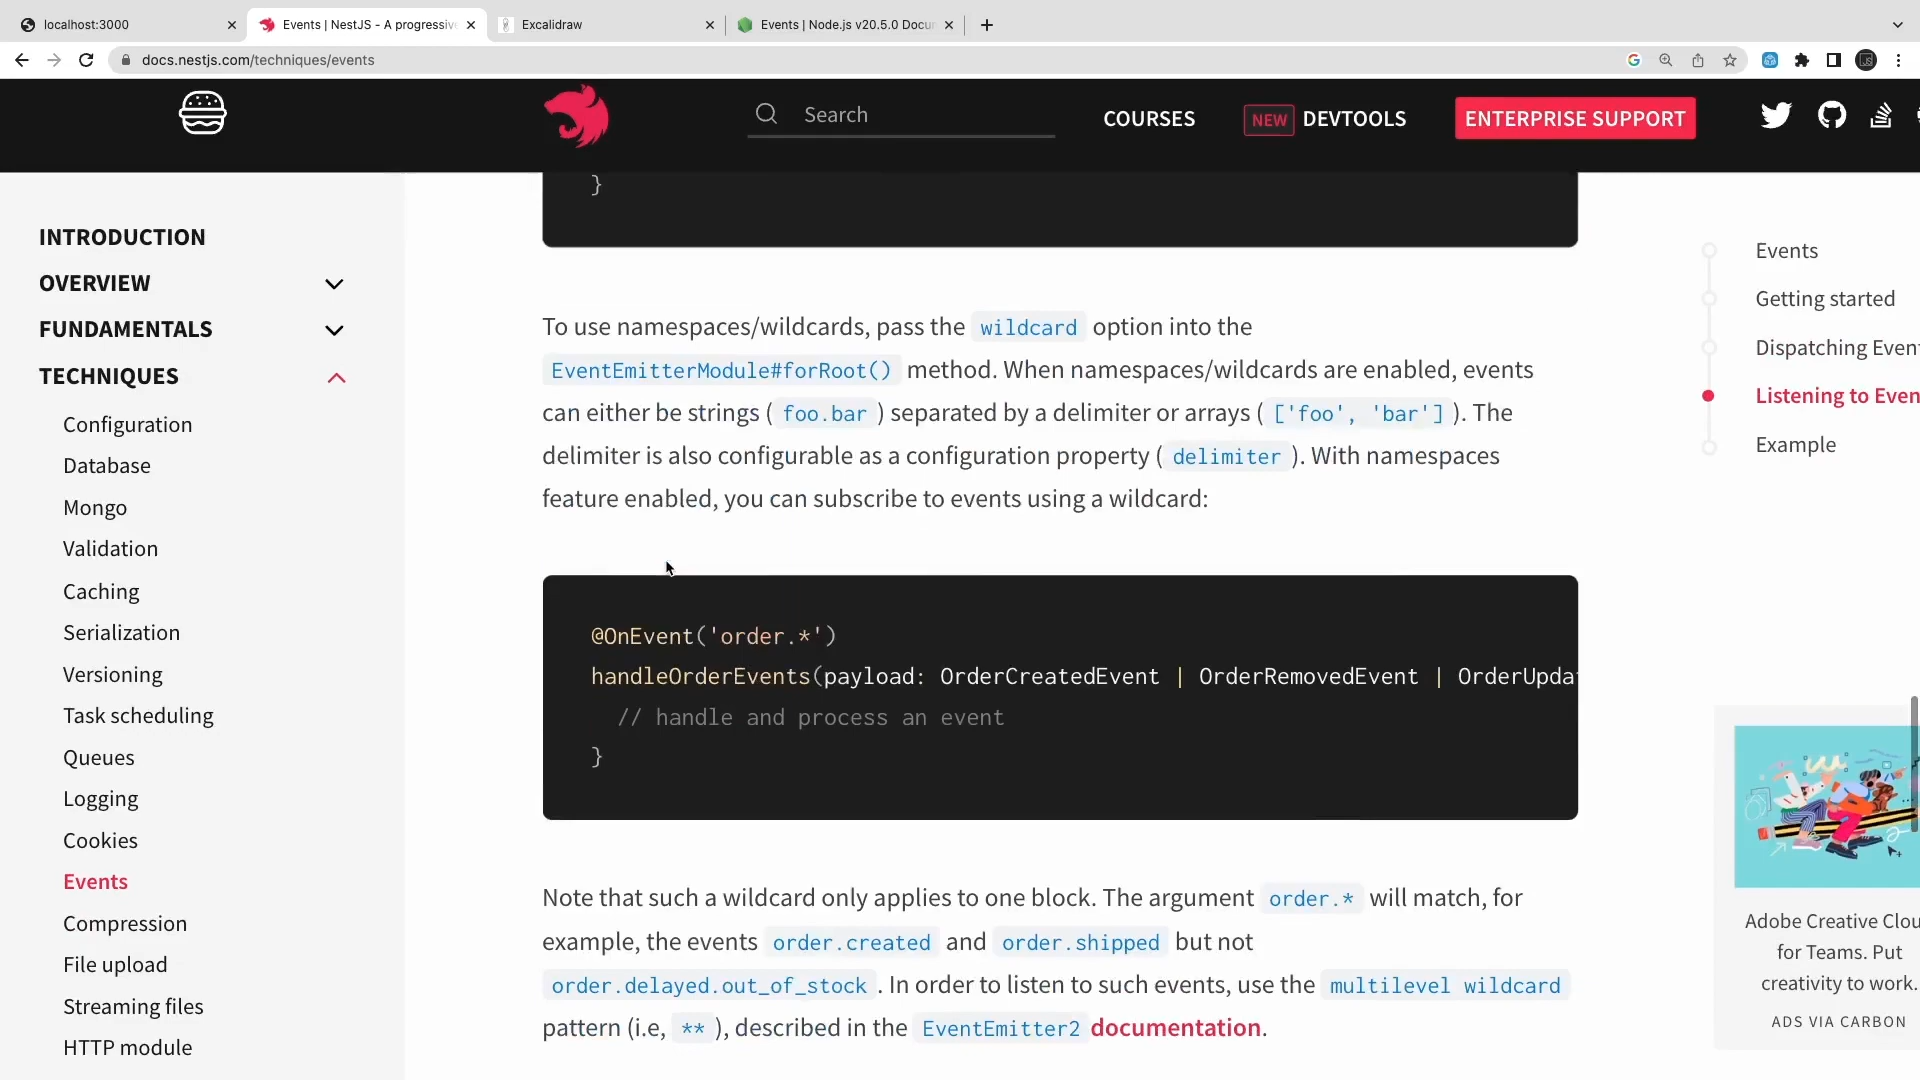 localhost:3000
Events | NestJS - A progressive
Excalidraw
Events | Node.js v20.5.0 Docu
docs.nestjs.com/techniques/events
Search
COURSES
NEW DEVTOOLS
ENTERPRISE SUPPORT
INTRODUCTION
OVERVIEW
FUNDAMENTALS
TECHNIQUES
Configuration
Database
Mongo
Validation
Caching
Serialization
Versioning
Task scheduling
Queues
Logging
Cookies
Events
Compression
File upload
Streaming files
HTTP module
}
To use namespaces/wildcards, pass the wildcard option into the
EventEmitterModule#forRoot() method. When namespaces/wildcards are enabled, events
can either be strings ( foo.bar ) separated by a delimiter or arrays ( ['foo', 'bar'] ). The
delimiter is also configurable as a configuration property ( delimiter ). With namespaces
feature enabled, you can subscribe to events using a wildcard:
@OnEvent('order.*')
handleOrderEvents(payload: OrderCreatedEvent | OrderRemovedEvent | OrderUpda
// handle and process an event
}
Note that such a wildcard only applies to one block. The argument order.* will match, for
example, the events order.created and order.shipped but not
order.delayed.out_of_stock . In order to listen to such events, use the multilevel wildcard
pattern (i.e, ** ), described in the EventEmitter2 documentation.
Events
Getting started
Dispatching Even
Listening to Even
Example
Adobe Creative Clou
for Teams. Put
creativity to work.
ADS VIA CARBON